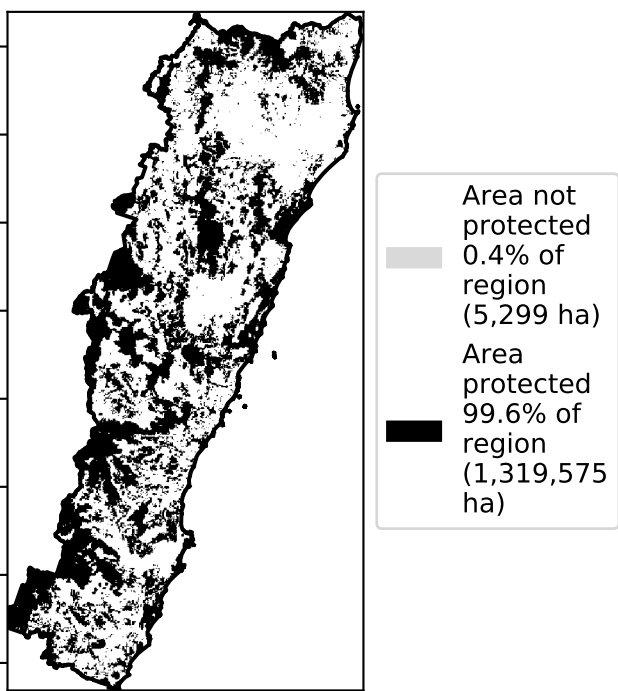 Area not
protected
0.4% of
region
(5,299 ha)
Area
protected
99.6% of
region
(1,319,575
ha)